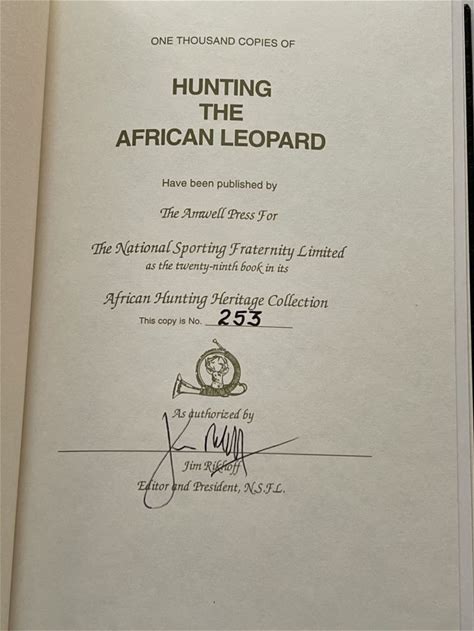 ONE THOUSAND COPIES OF
HUNTING
THE
AFRICAN LEOPARD
Have been published by
The Amwell Press For
The National Sporting Fraternity Limited
as the twenty-ninth book in its
African Hunting Heritage Collection
This copy is No. 253
As authorized by
Jim Rikhoff
Editor and President, N.S.F.L.